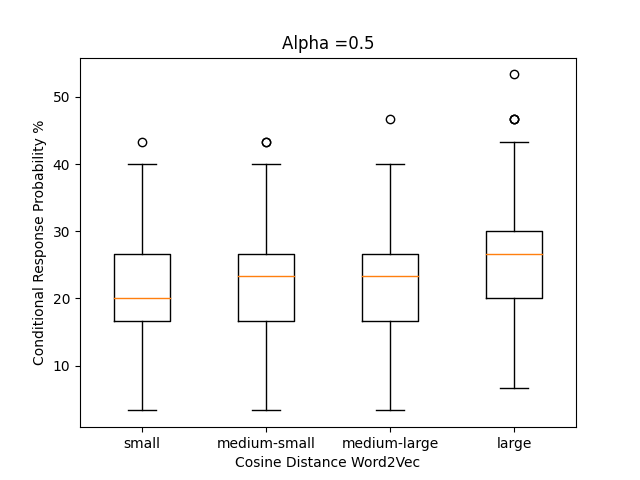 Alpha =0.5
Conditional Response Probability %
50
40
30
20
10
small medium-small medium-large large
Cosine Distance Word2Vec